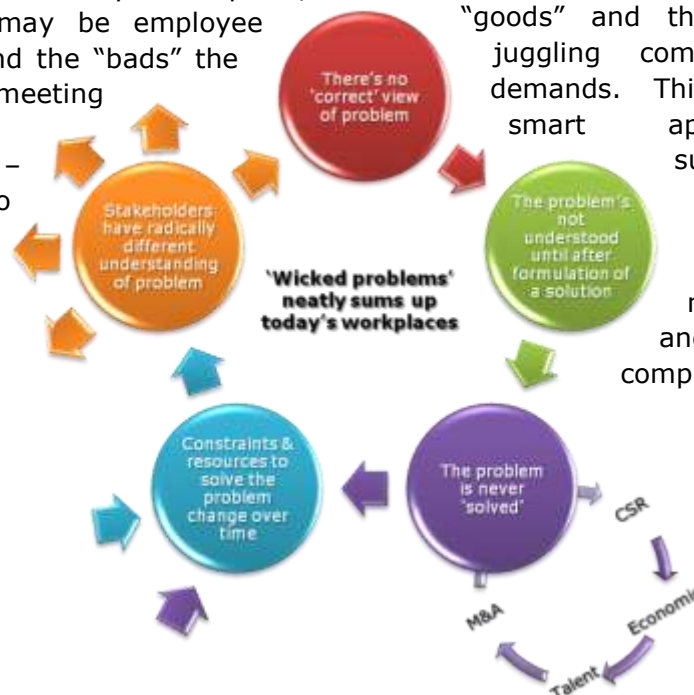 may be employee
nd the “bads” the
meeting
–
o
“goods” and th
juggling com
demands. Thi
smart ap
su
n
and
comp
There's no
‘correct’ view
of problem
The problem's
not
understood
until after
formulation of
a solution
The problem
is never
‘solved’
Constraints &
resources to
solve the
problem
change over
time
Stakeholders
have radically
different
understanding
of problem
‘Wicked problems’
neatly sums up
today's workplaces
CSR
Economic
Talent
M&A